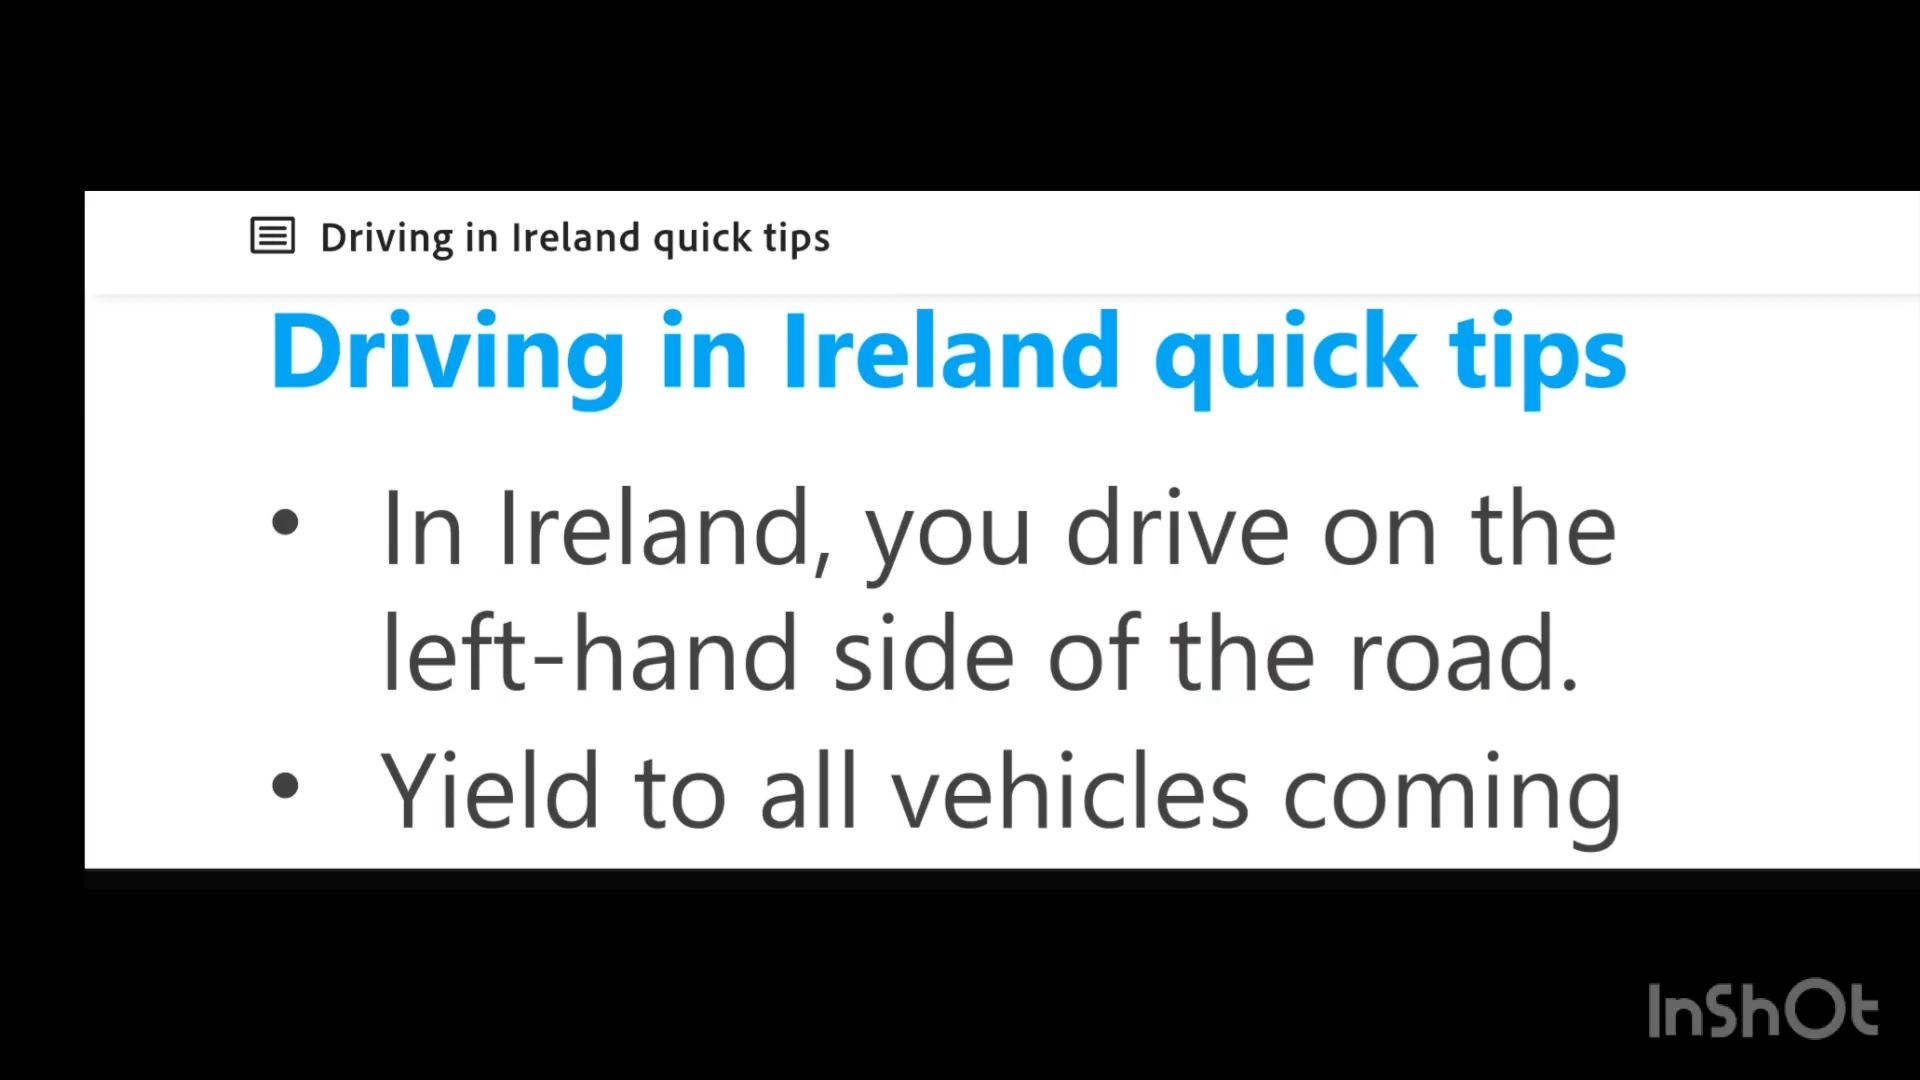 Driving in Ireland quick tips
Driving in Ireland quick tips
• In Ireland, you drive on the
left-hand side of the road.
• Yield to all vehicles coming
InShOt